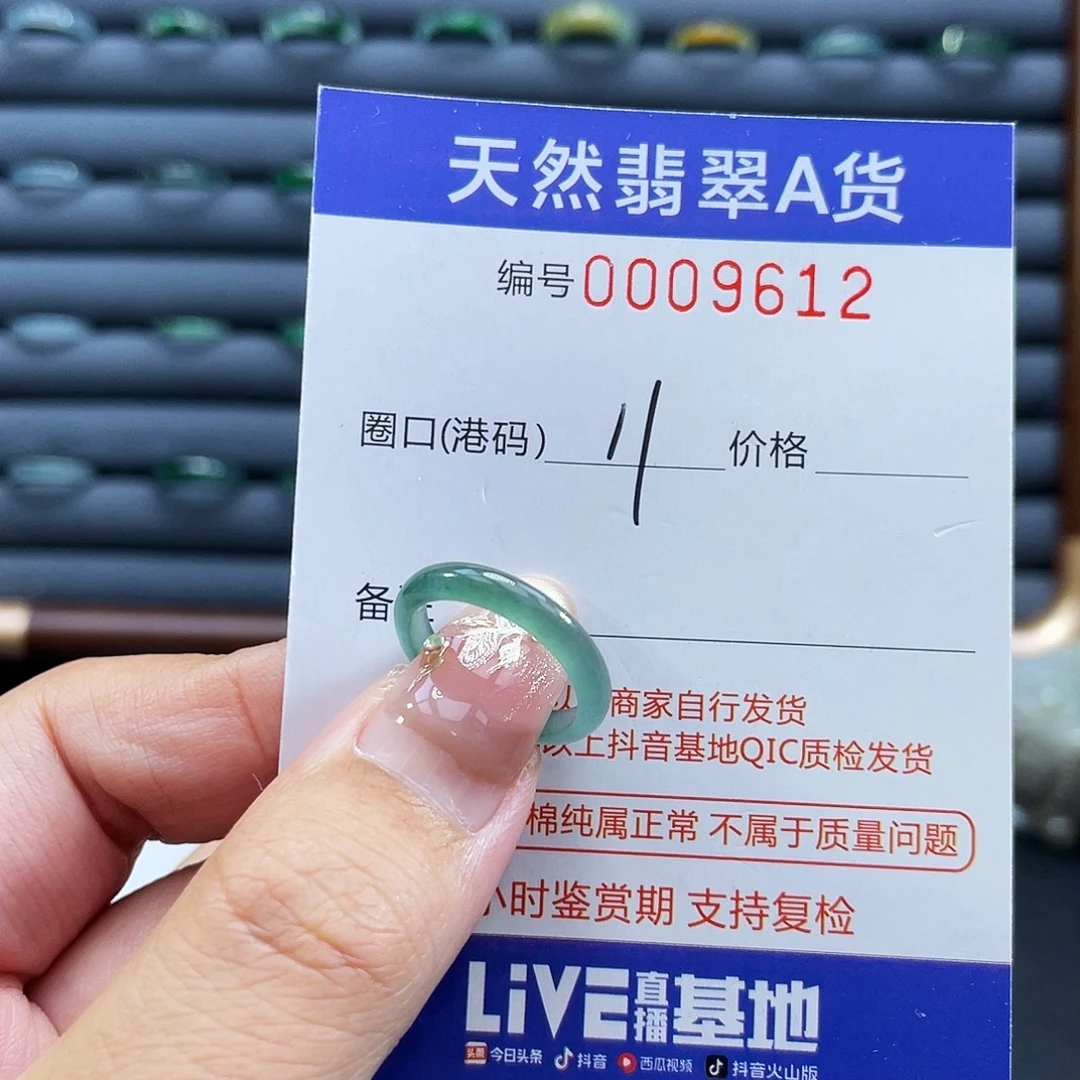 天然翡翠A货
编号0009612
圈口(港码) 11 价格
备
商家自行发货
以上抖音基地QIC质检发货
棉纯属正常 不属于质量问题
小时鉴赏期 支持复检
LiVE直播基地
头条 今日头条 抖音 西瓜视频 抖音火山版